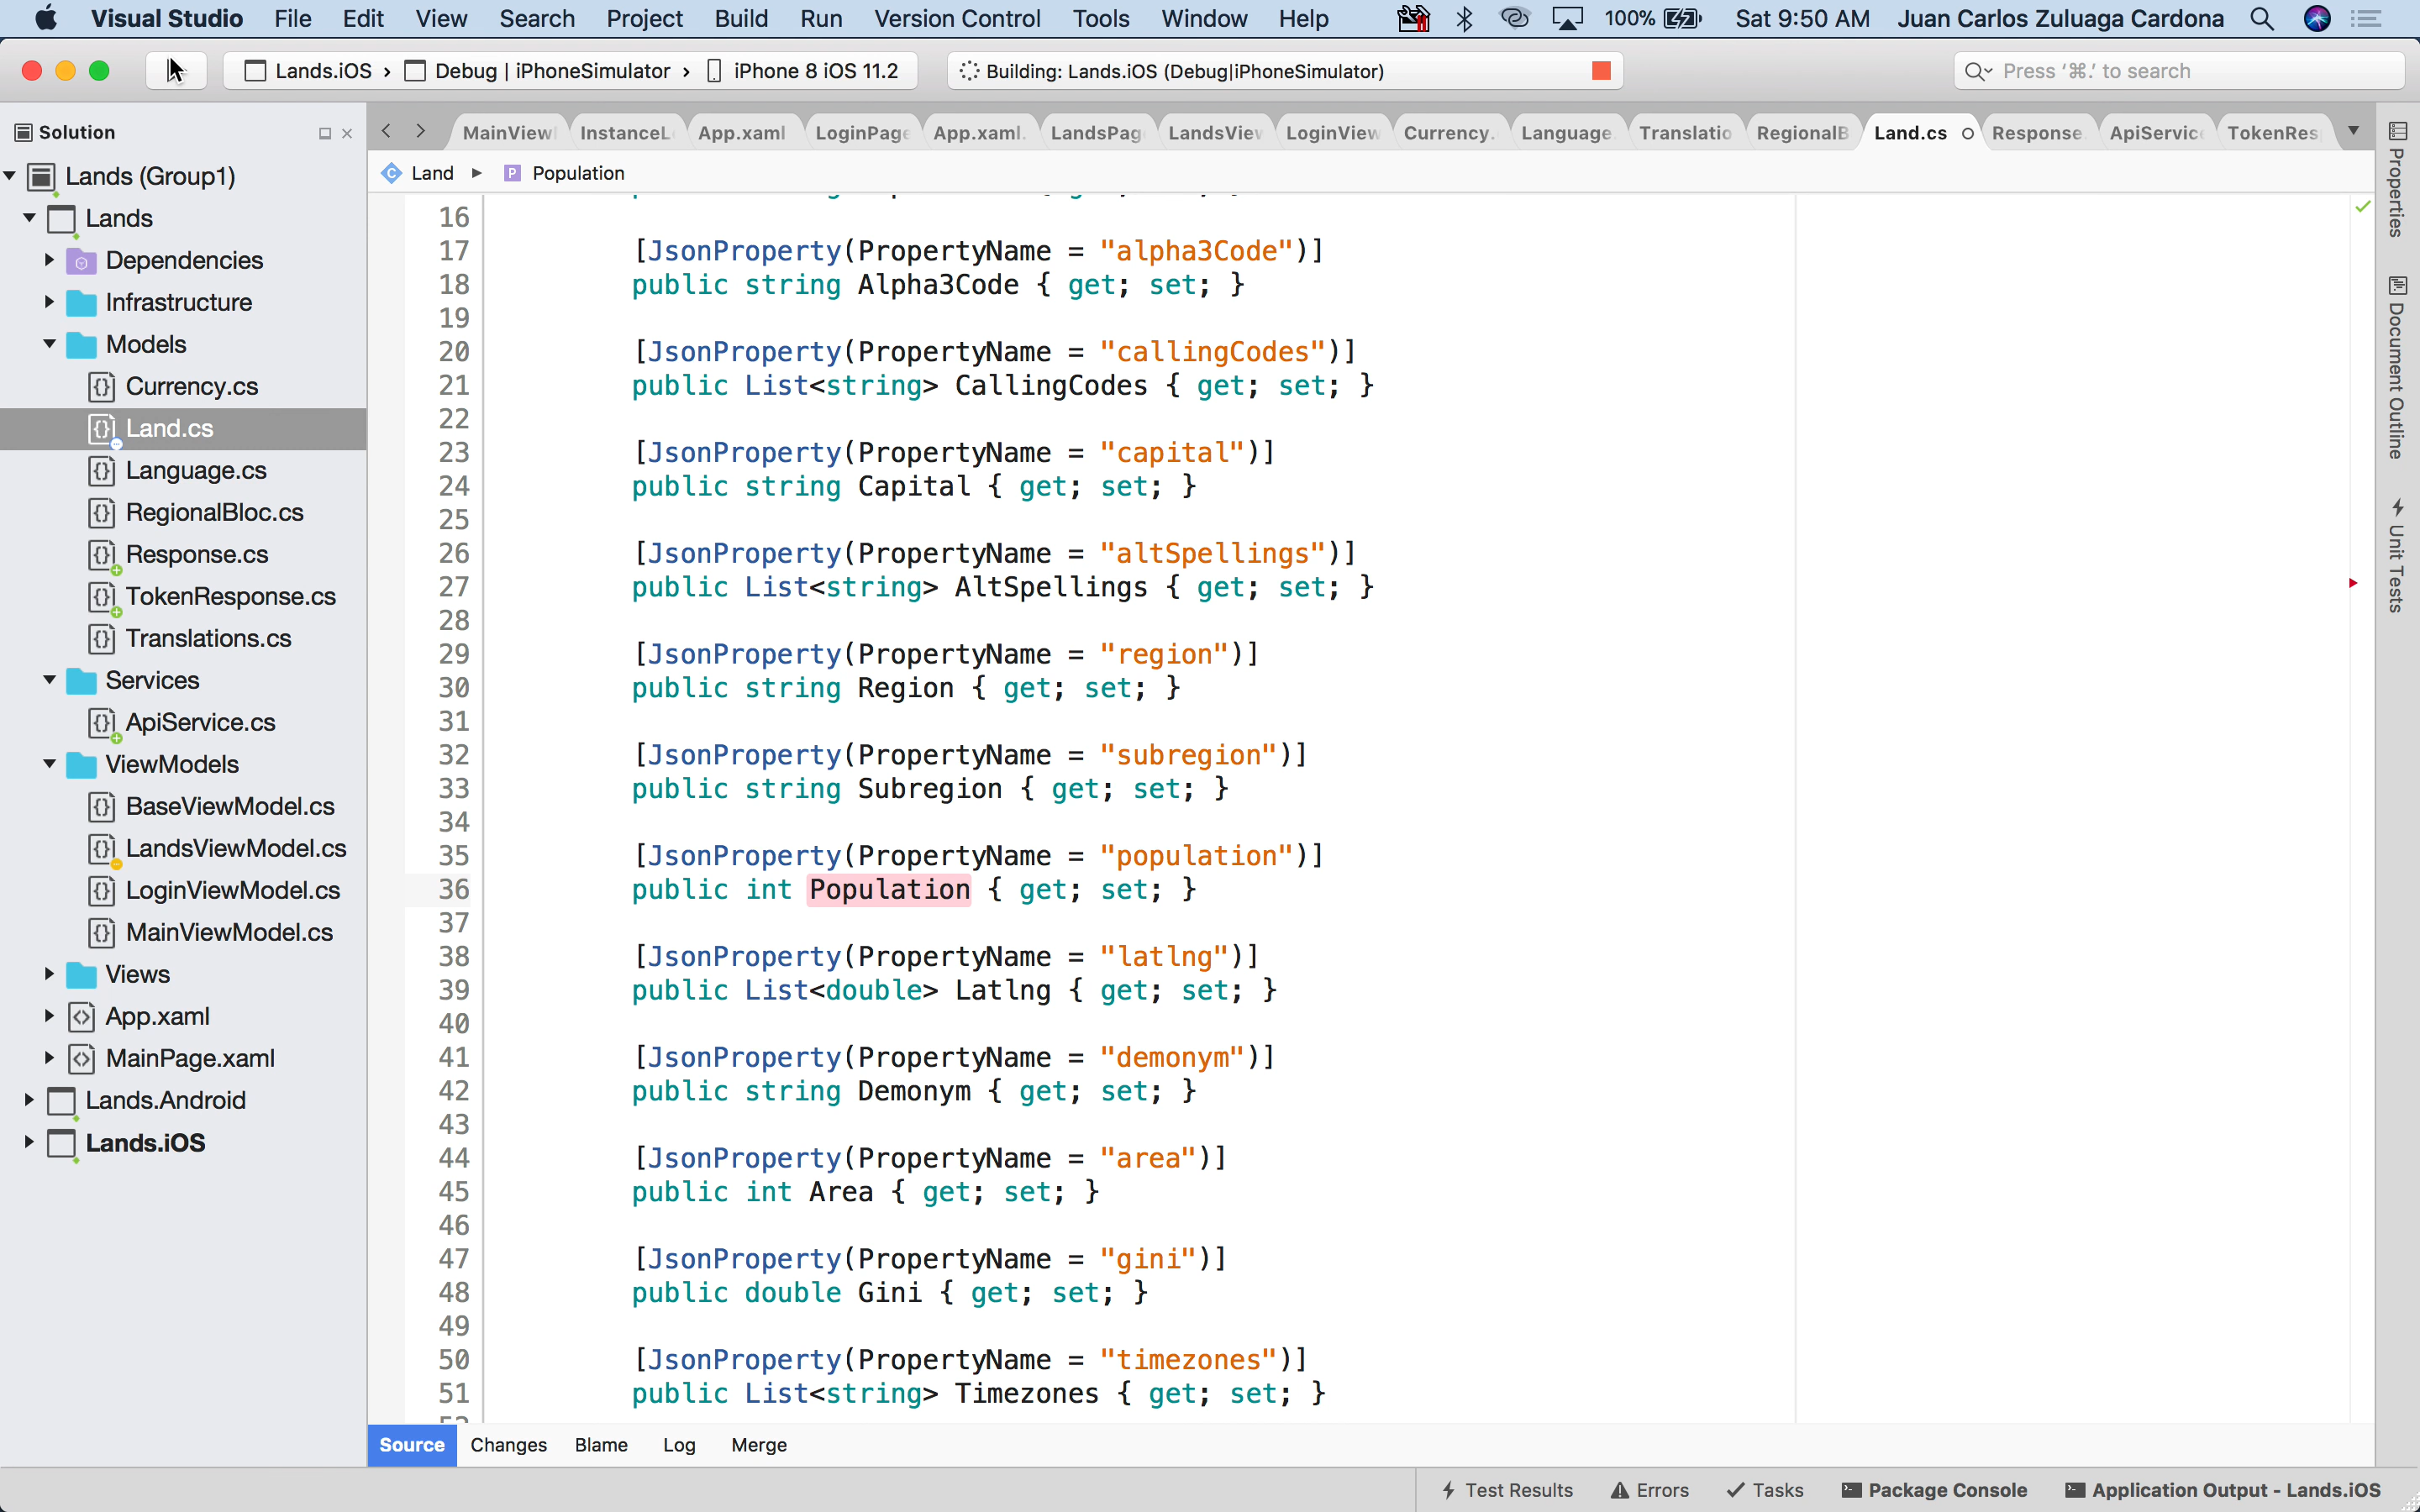 Visual Studio File Edit View Search Project Build Run Version Control Tools Window Help 100% Sat 9:50 AM Juan Carlos Zuluaga Cardona
Lands.iOS › Debug | iPhoneSimulator › iPhone 8 iOS 11.2
Building: Lands.iOS (Debug|iPhoneSimulator)
Press '⌘.' to search
Solution
Lands (Group1)
Lands
Dependencies
Infrastructure
Models
Currency.cs
Land.cs
Language.cs
RegionalBloc.cs
Response.cs
TokenResponse.cs
Translations.cs
Services
ApiService.cs
ViewModels
BaseViewModel.cs
LandsViewModel.cs
LoginViewModel.cs
MainViewModel.cs
Views
App.xaml
MainPage.xaml
Lands.Android
Lands.iOS
MainView InstanceL App.xaml LoginPage App.xaml. LandsPag LandsView LoginView Currency. Language Translatio RegionalB Land.cs Response. ApiService TokenRes
Land Population
16
17 [JsonProperty(PropertyName = "alpha3Code")]
18 public string Alpha3Code { get; set; }
19
20 [JsonProperty(PropertyName = "callingCodes")]
21 public List<string> CallingCodes { get; set; }
22
23 [JsonProperty(PropertyName = "capital")]
24 public string Capital { get; set; }
25
26 [JsonProperty(PropertyName = "altSpellings")]
27 public List<string> AltSpellings { get; set; }
28
29 [JsonProperty(PropertyName = "region")]
30 public string Region { get; set; }
31
32 [JsonProperty(PropertyName = "subregion")]
33 public string Subregion { get; set; }
34
35 [JsonProperty(PropertyName = "population")]
36 public int Population { get; set; }
37
38 [JsonProperty(PropertyName = "latlng")]
39 public List<double> Latlng { get; set; }
40
41 [JsonProperty(PropertyName = "demonym")]
42 public string Demonym { get; set; }
43
44 [JsonProperty(PropertyName = "area")]
45 public int Area { get; set; }
46
47 [JsonProperty(PropertyName = "gini")]
48 public double Gini { get; set; }
49
50 [JsonProperty(PropertyName = "timezones")]
51 public List<string> Timezones { get; set; }
Source Changes Blame Log Merge
Properties
Document Outline
Unit Tests
Test Results Errors Tasks Package Console Application Output - Lands.iOS